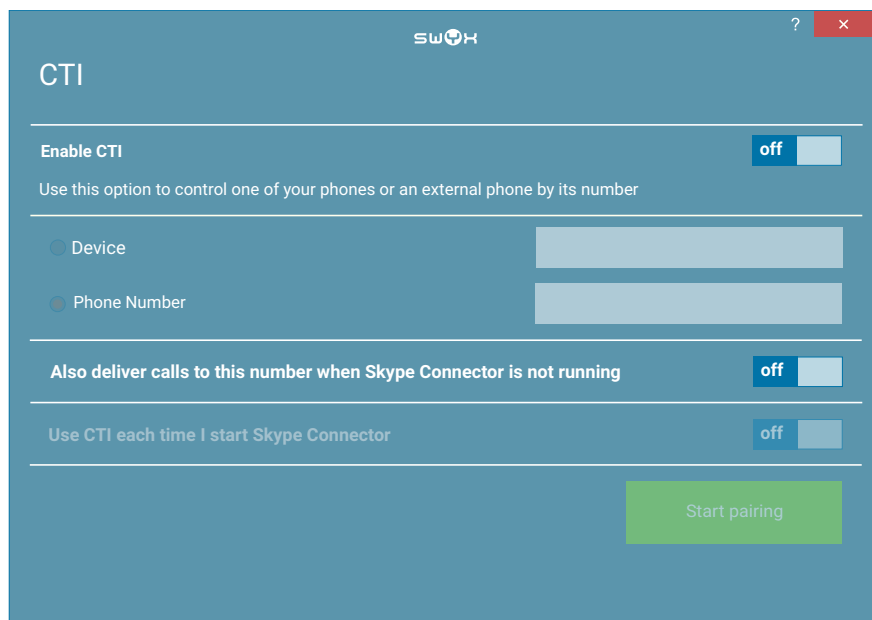 ?
swyx
CTI
Enable CTI
off
Use this option to control one of your phones or an external phone by its number
Device
Phone Number
Also deliver calls to this number when Skype Connector is not running
off
Use CTI each time I start Skype Connector
off
Start pairing